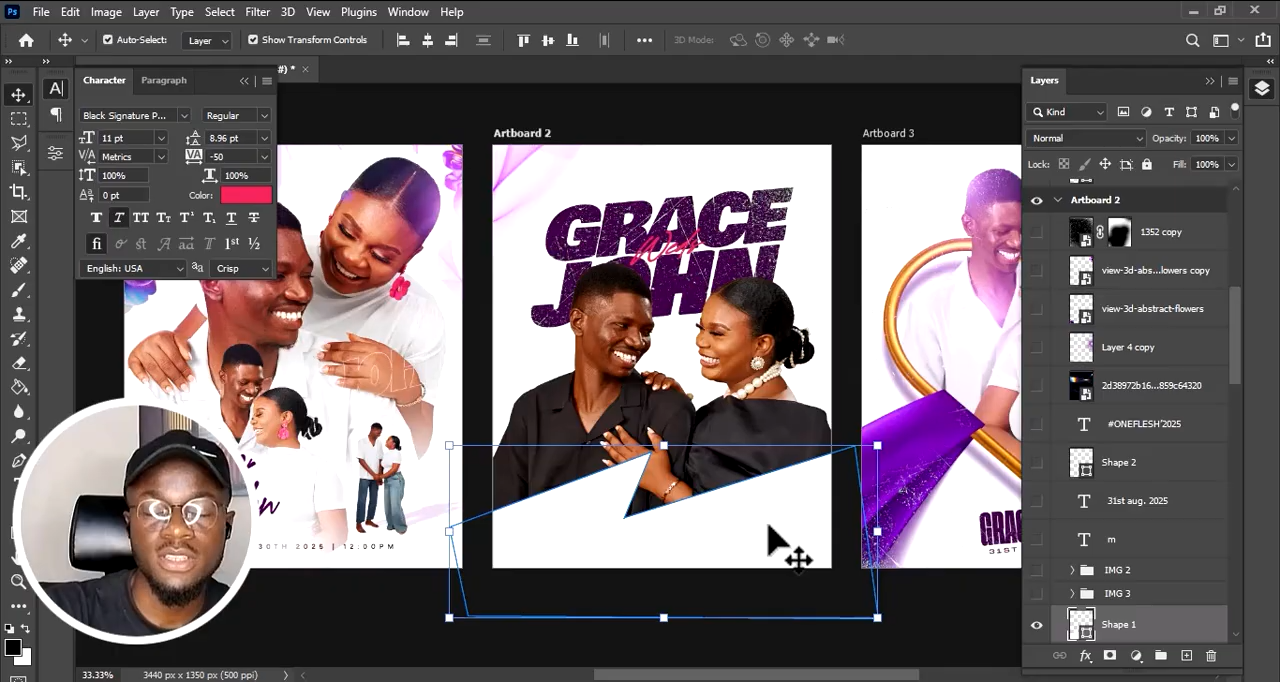 Ps File Edit Image Layer Type Select Filter 3D View Plugins Window Help
Auto-Select: Layer Show Transform Controls 3D Mode:
#) * ×
Character Paragraph
Black Signature P... Regular
11 pt 8.96 pt
Metrics -50
100% 100%
0 pt Color:
English: USA aa Crisp
Artboard 2
Artboard 3
GRACE
Weds
JOHN
30TH 2025 | 12:00PM
GRACE
Layers
Kind
Normal Opacity: 100%
Lock: Fill: 100%
Artboard 2
1352 copy
view-3d-abs...lowers copy
view-3d-abstract-flowers
Layer 4 copy
2d38972b16...859c64320
#ONEFLESH'2025
Shape 2
31st aug. 2025
m
IMG 2
IMG 3
Shape 1
33.33% 3440 px x 1350 px (500 ppi)